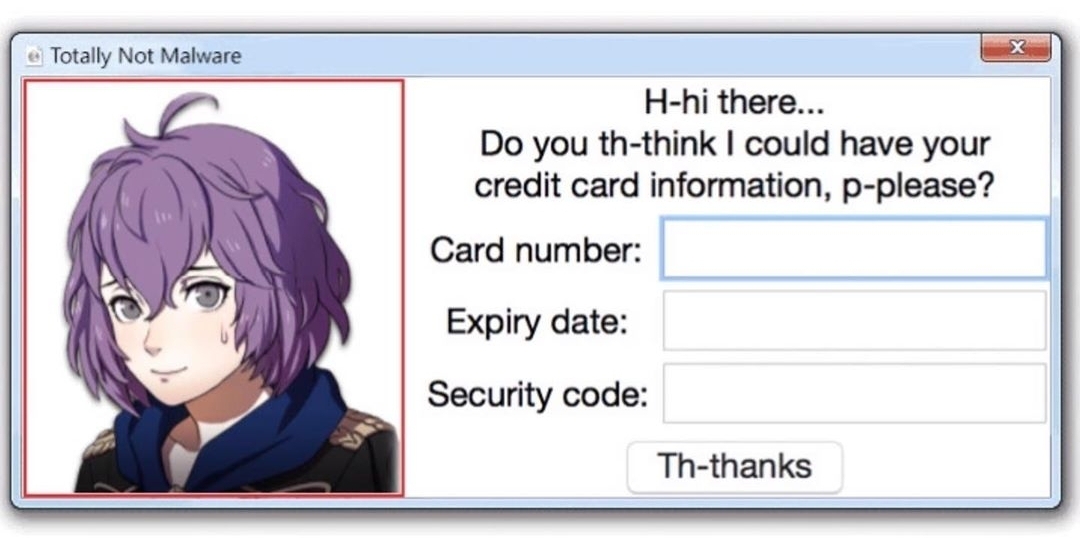 Totally Not Malware
H-hi there...
Do you th-think I could have your
credit card information, p-please?
Card number:
Expiry date:
Security code:
Th-thanks